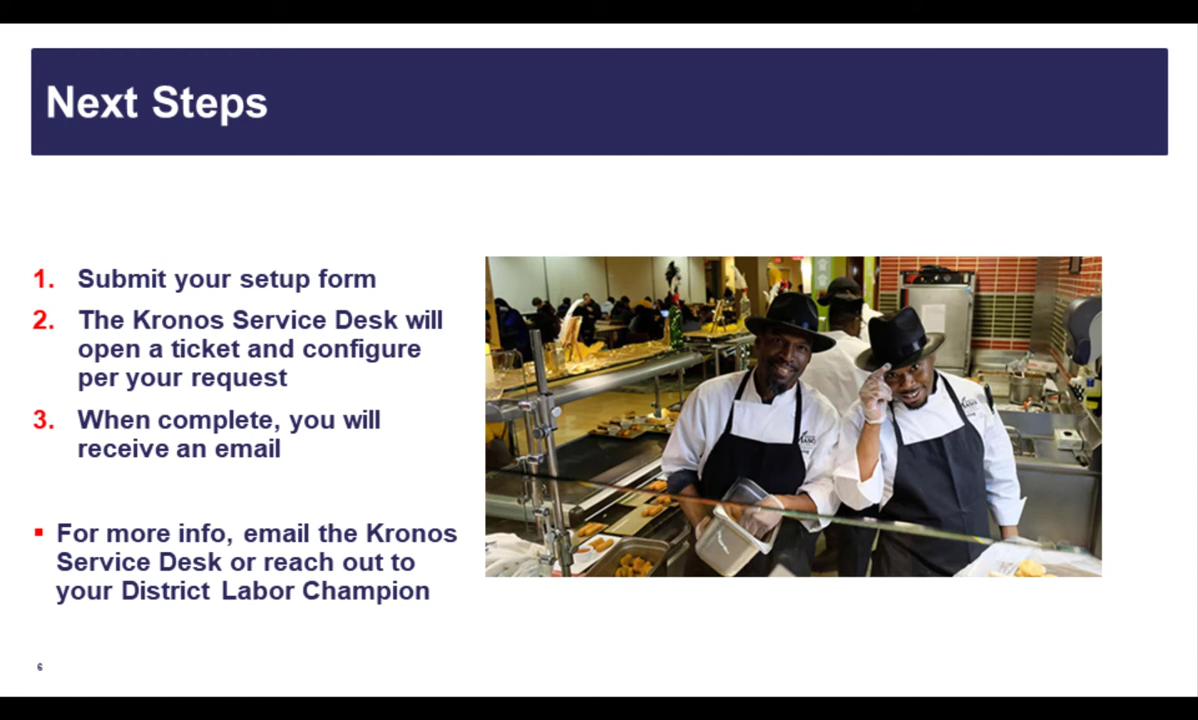 Next Steps
1. Submit your setup form
2. The Kronos Service Desk will
open a ticket and configure
per your request
3. When complete, you will
receive an email
▪ For more info, email the Kronos
Service Desk or reach out to
your District Labor Champion
6